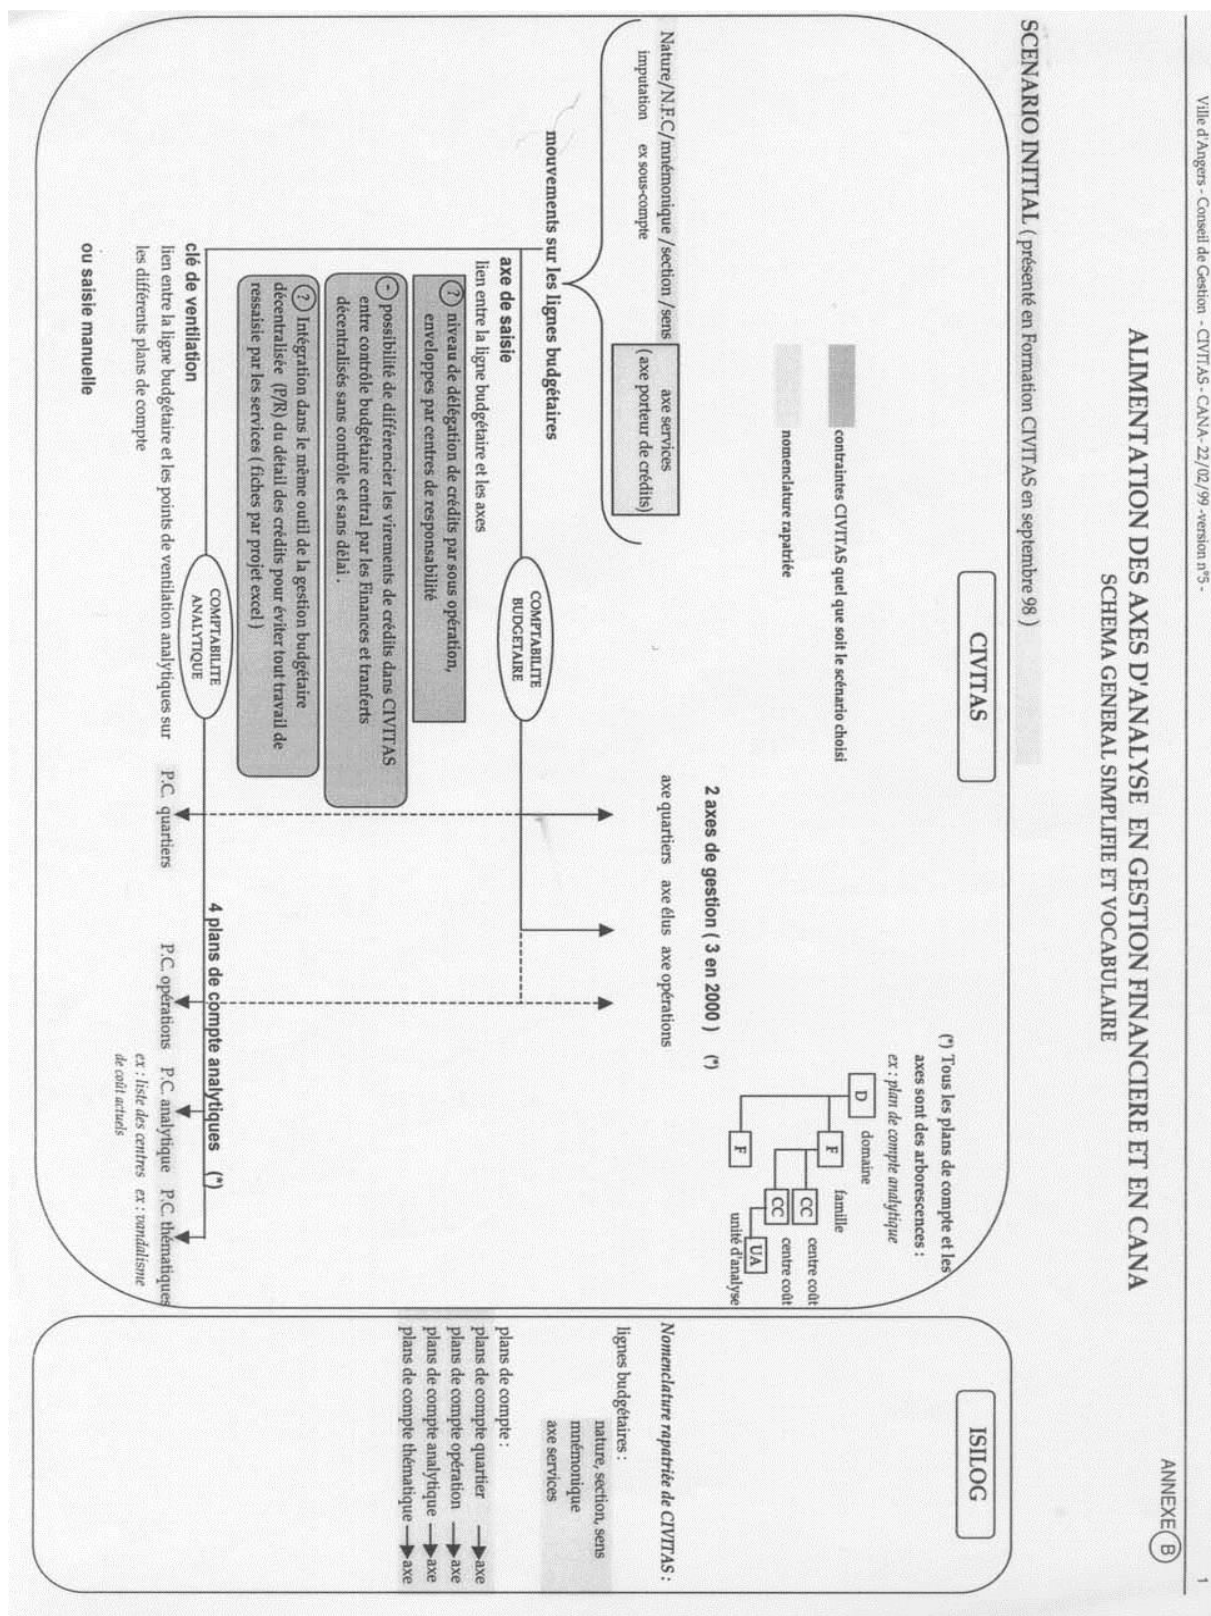 Ville d'Angers - Conseil de Gestion - CIVITAS - CANA- 22/02/99 -version n°5 -
1
ANNEXE B
ALIMENTATION DES AXES D'ANALYSE EN GESTION FINANCIERE ET EN CANA
SCHEMA GENERAL SIMPLIFIE ET VOCABULAIRE
SCENARIO INITIAL ( présenté en Formation CIVITAS en septembre 98 )
CIVITAS
contraintes CIVITAS quel que soit le scénario choisi
nomenclature rapatriée
(*) Tous les plans de compte et les
axes sont des arborescences :
ex : plan de compte analytique
D
domaine
F
famille
CC
centre coût
CC
centre coût
UA
unité d'analyse
F
2 axes de gestion ( 3 en 2000 ) (*)
Nature/N.F.C/mnémonique /section /sens
imputation ex sous-compte
axe services
( axe porteur de crédits)
axe quartiers axe élus axe opérations
mouvements sur les lignes budgétaires
COMPTABILITE
BUDGETAIRE
axe de saisie
lien entre la ligne budgétaire et les axes
? niveau de délégation de crédits par sous opération,
enveloppes par centres de responsabilité
- possibilité de différencier les virements de crédits dans CIVITAS
entre contrôle budgétaire central par les Finances et tranferts
décentralisés sans contrôle et sans délai .
? Intégration dans le même outil de la gestion budgétaire
décentralisée (P/R) du détail des crédits pour éviter tout travail de
ressaisie par les services ( fiches par projet excel )
COMPTABILITE
ANALYTIQUE
4 plans de compte analytiques (*)
clé de ventilation
lien entre la ligne budgétaire et les points de ventilation analytiques sur
les différents plans de compte
P.C. quartiers P.C. opérations P.C. analytique P.C. thématiques
ex : liste des centres ex : vandalisme
de coût actuels
ou saisie manuelle
ISILOG
Nomenclature rapatriée de CIVITAS :
lignes budgétaires :
nature, section, sens
mnémonique
axe services
plans de compte :
plans de compte quartier axe
plans de compte opération axe
plans de compte analytique axe
plans de compte thématique axe